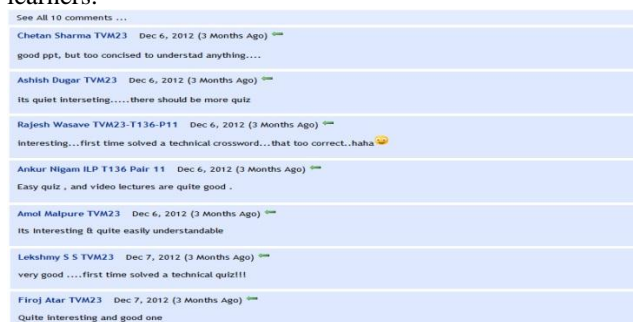 learners.
See All 10 comments ...
Chetan Sharma TVM23 Dec 6, 2012 (3 Months Ago)
good ppt, but too concised to understad anything....
Ashish Dugar TVM23 Dec 6, 2012 (3 Months Ago)
its quiet interseting.....there should be more quiz
Rajesh Wasave TVM23-T136-P11 Dec 6, 2012 (3 Months Ago)
interesting...first time solved a technical crossword...that too correct..haha
Ankur Nigam ILP T136 Pair 11 Dec 6, 2012 (3 Months Ago)
Easy quiz , and video lectures are quite good .
Amol Malpure TVM23 Dec 6, 2012 (3 Months Ago)
its interesting & quite easily understandable
Lekshmy S S TVM23 Dec 7, 2012 (3 Months Ago)
very good ....first time solved a technical quiz!!!
Firoj Atar TVM23 Dec 7, 2012 (3 Months Ago)
Quite interesting and good one